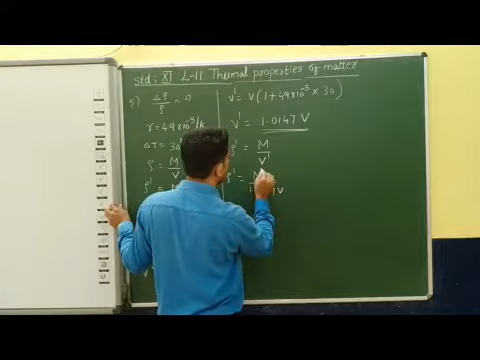 Std: XI L-11 Thermal properties of matter
5) Δρ/ρ = ?
γ = 49×10⁻⁵/K
ΔT = 30
ρ = M/V
ρ' =
V' = V(1+49×10⁻⁵ × 30)
V' = 1.0147 V
ρ' = M/V'
ρ' =